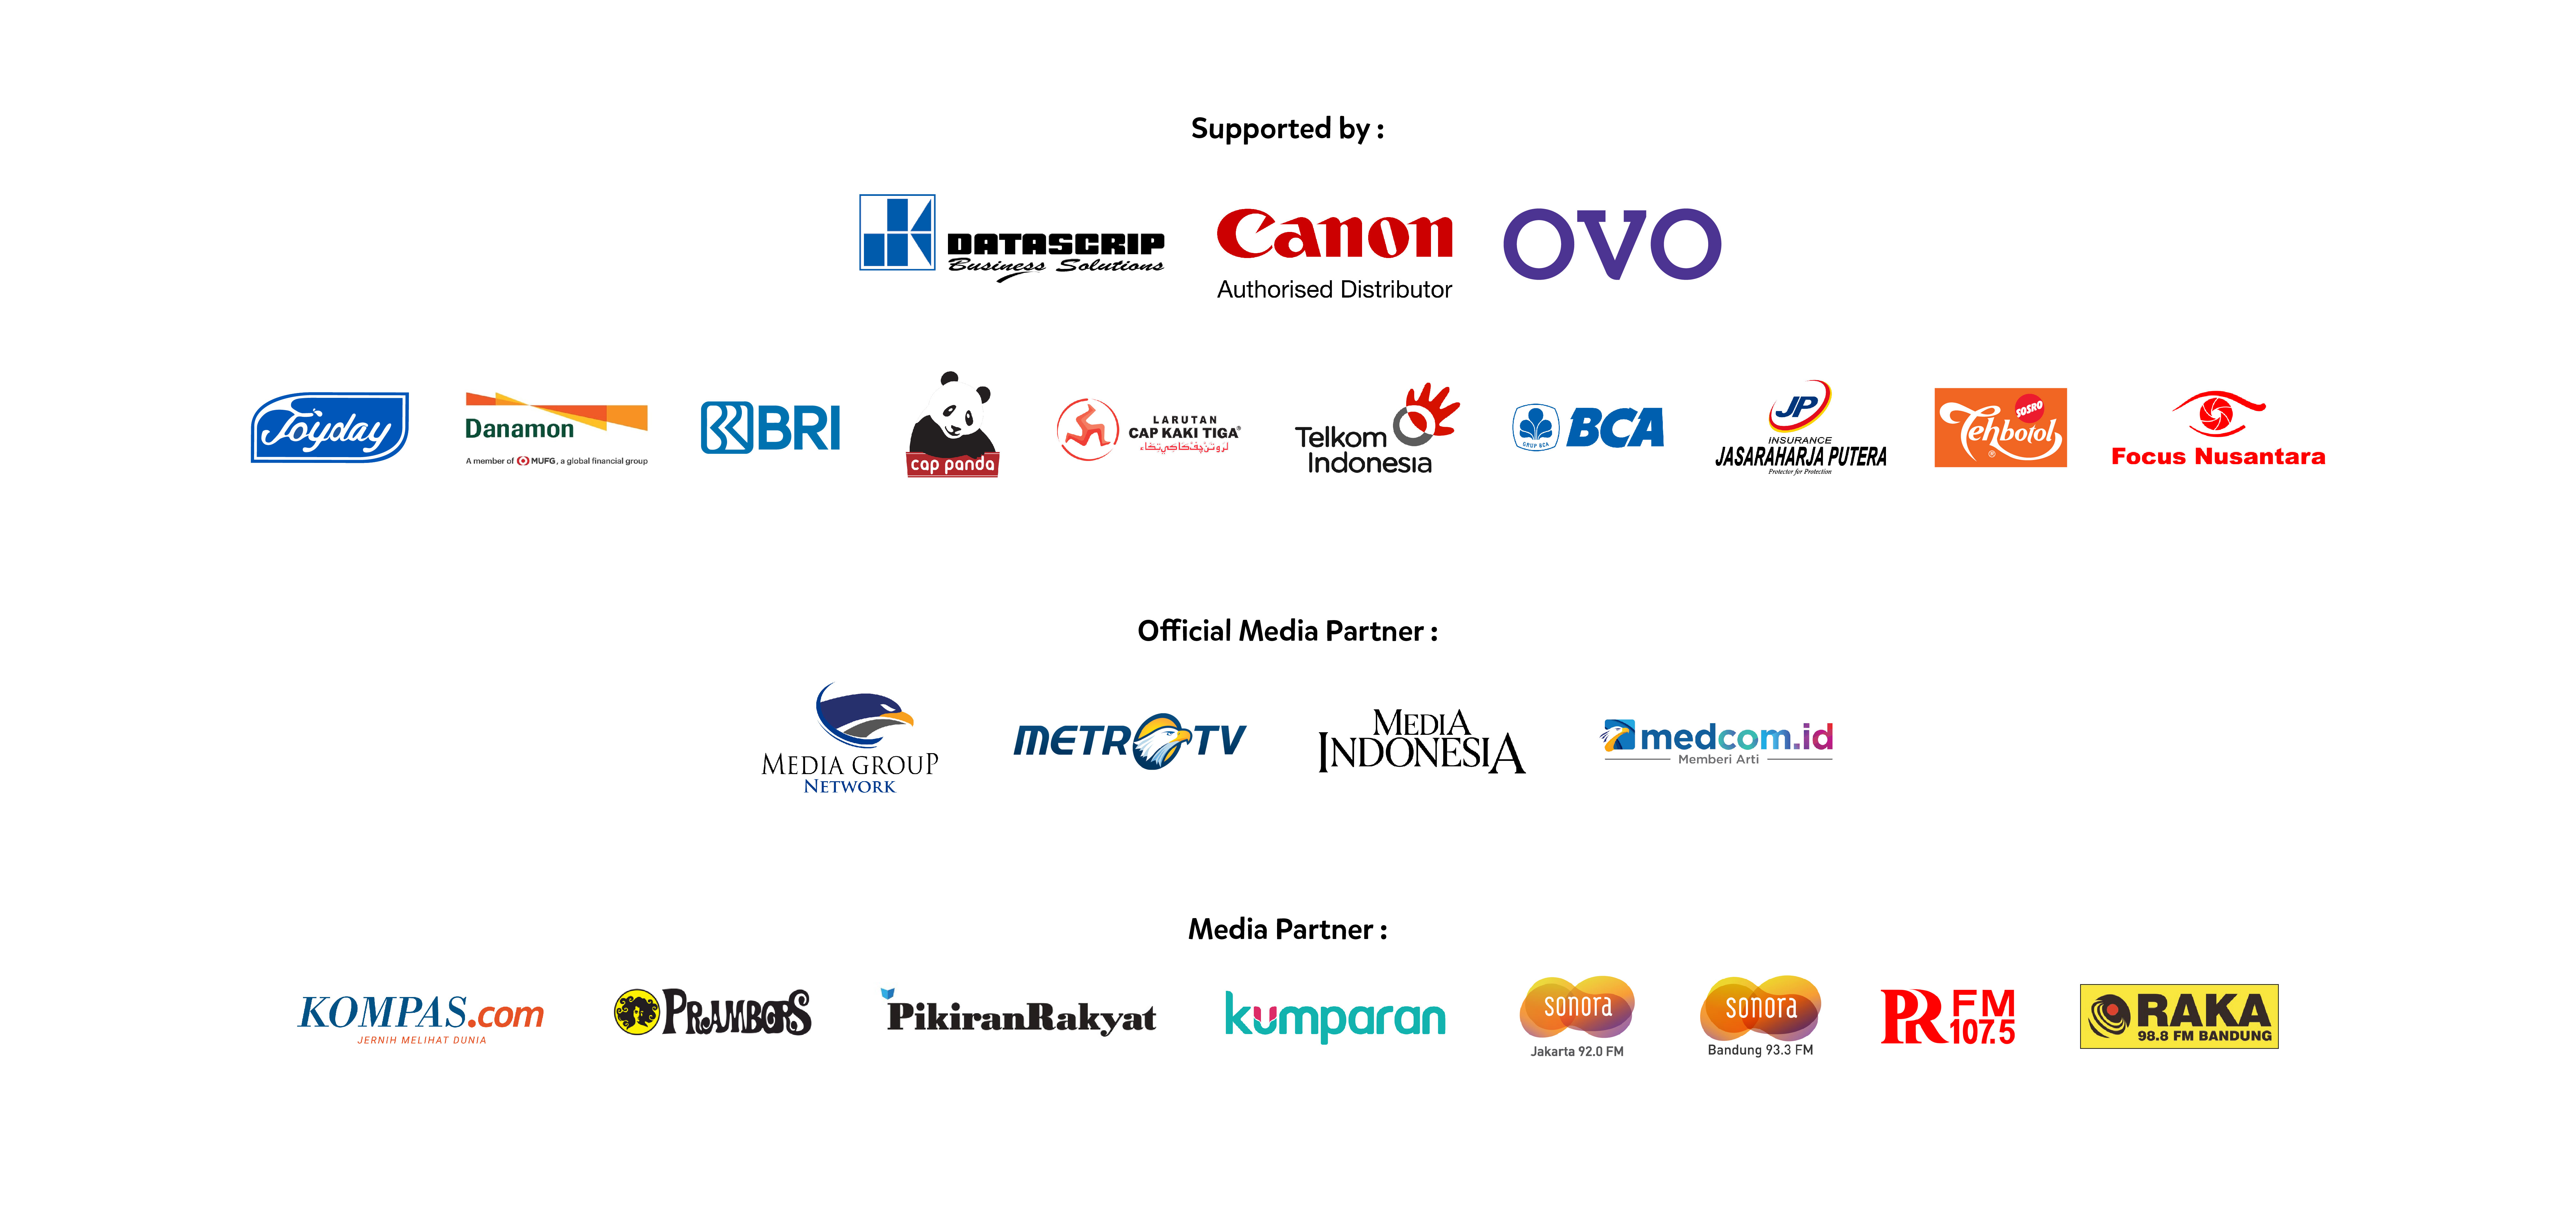 Supported by :
DATASCRIP
Business Solutions
Canon
Authorised Distributor
OVO
Joyday
Danamon
A member of MUFG, a global financial group
BRI
cap panda
LARUTAN
CAP KAKI TIGA®
Telkom
Indonesia
GRUP BCA
BCA
JP
INSURANCE
JASARAHARJA PUTERA
Protector for Protection
SOSRO
Tehbotol
®
Focus Nusantara
Official Media Partner :
MEDIA GROUP
NETWORK
METRO TV
MEDIA
INDONESIA
medcom.id
Memberi Arti
Media Partner :
KOMPAS.com
JERNIH MELIHAT DUNIA
PRAMBORS
PikiranRakyat
kumparan
sonora
Jakarta 92.0 FM
sonora
Bandung 93.3 FM
PR FM
107.5
RAKA
98.8 FM BANDUNG